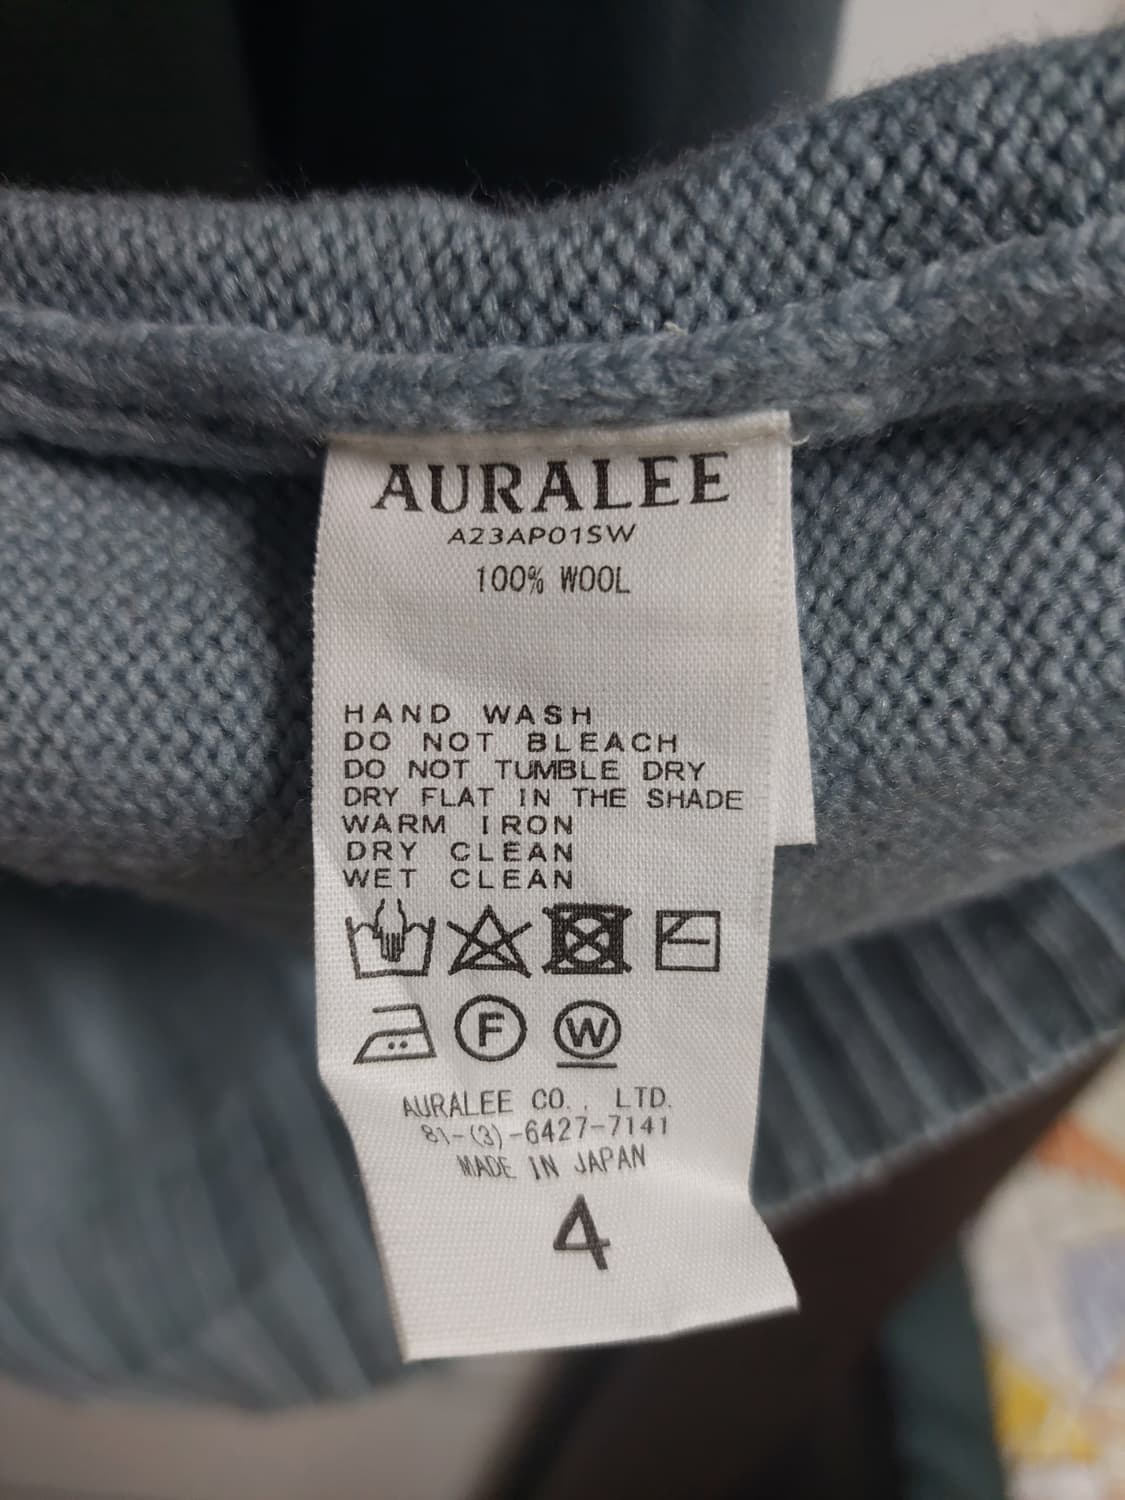 AURALEE
A23AP01SW
100% WOOL
HAND WASH
DO NOT BLEACH
DO NOT TUMBLE DRY
DRY FLAT IN THE SHADE
WARM IRON
DRY CLEAN
WET CLEAN
F W
AURALEE CO., LTD.
81-(3)-6427-7141
MADE IN JAPAN
4